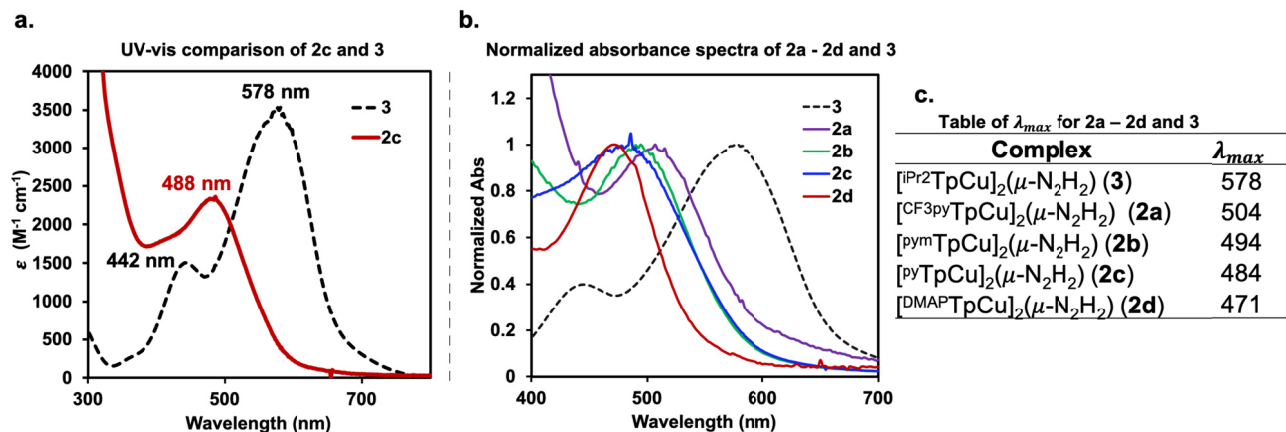 a.
UV-vis comparison of 2c and 3
4000
3500
3000
2500
2000
1500
1000
500
0
ε (M⁻¹ cm⁻¹)
300
500
700
Wavelength (nm)
578 nm
488 nm
442 nm
3
2c
b.
Normalized absorbance spectra of 2a - 2d and 3
1.2
1
0.8
0.6
0.4
0.2
0
Normalized Abs
400
500
600
700
Wavelength (nm)
3
2a
2b
2c
2d
c.
Table of λmax for 2a – 2d and 3
Complex λmax
[iPr2TpCu]₂(μ-N₂H₂) (3) 578
[CF3pyTpCu]₂(μ-N₂H₂) (2a) 504
[pymTpCu]₂(μ-N₂H₂) (2b) 494
[pyTpCu]₂(μ-N₂H₂) (2c) 484
[DMAPTpCu]₂(μ-N₂H₂) (2d) 471